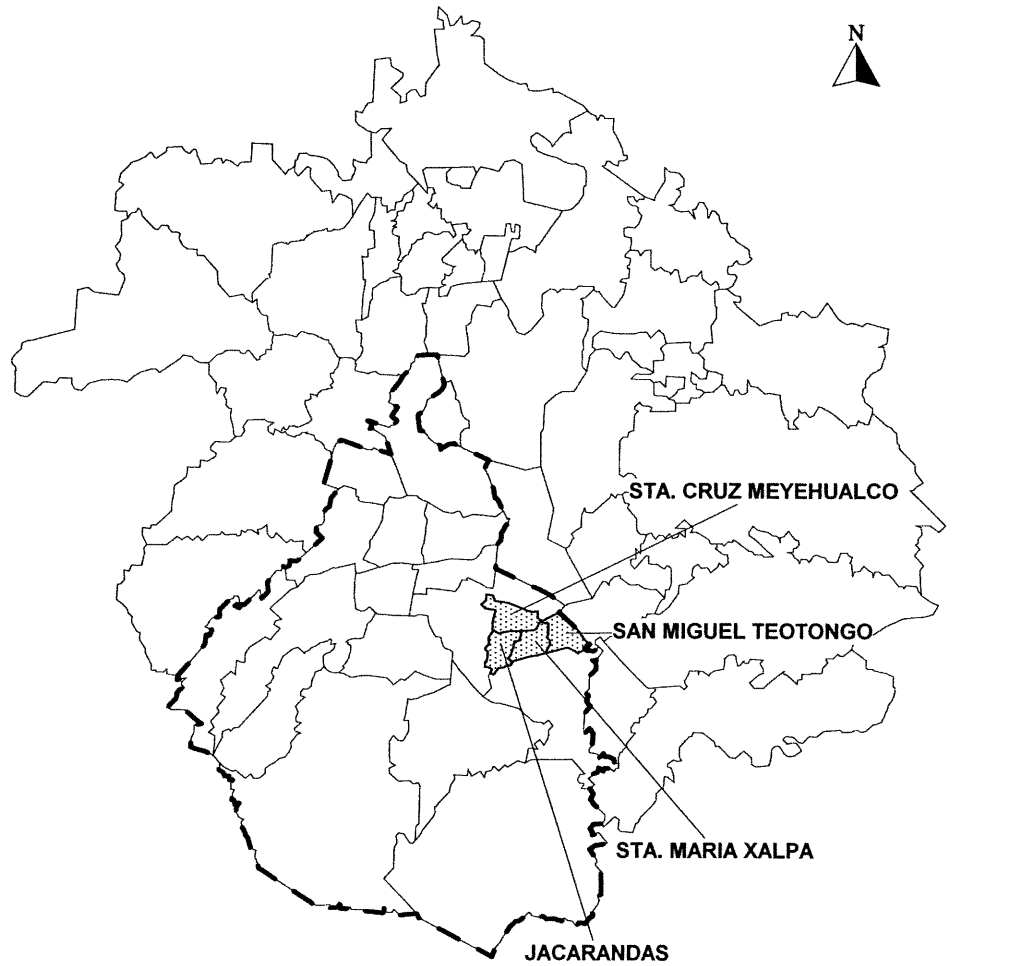 N
STA. CRUZ MEYEHUALCO
SAN MIGUEL TEOTONGO
STA. MARIA XALPA
JACARANDAS